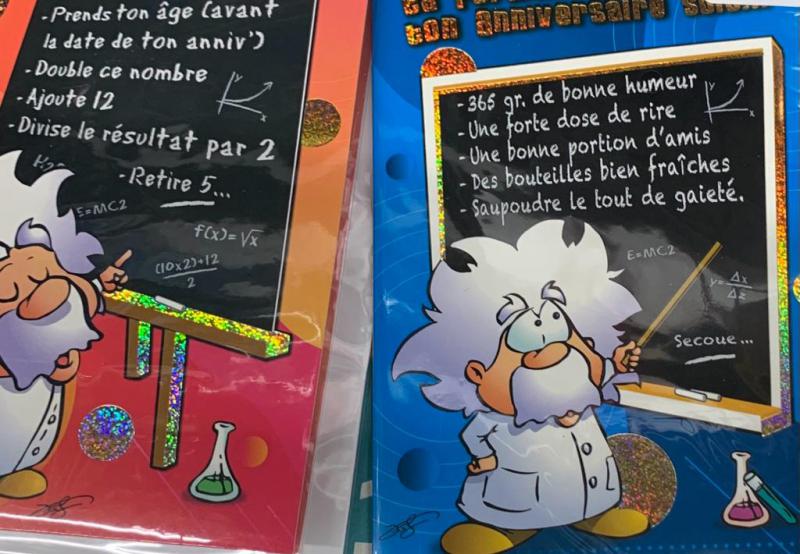 - Prends ton âge (avant
la date de ton anniv')
- Double ce nombre
- Ajoute 12
- Divise le résultat par 2
- Retire 5...
E=MC2
f(x)=√x
(10x2)+12
2
y
x
ton anniversaire
- 365 gr. de bonne humeur
- Une forte dose de rire
- Une bonne portion d'amis
- Des bouteilles bien fraîches
- Saupoudre le tout de gaieté.
y
x
E=MC2
y=Δx
Δz
Secoue...